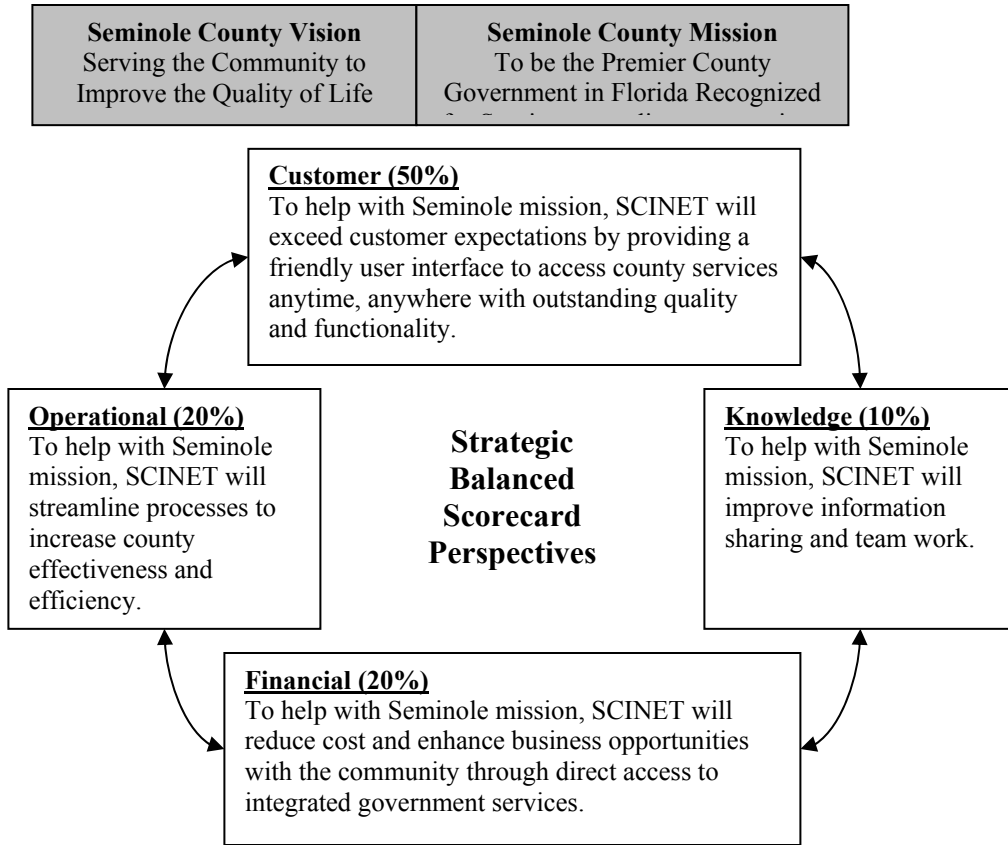 Seminole County Vision
Serving the Community to
Improve the Quality of Life
Seminole County Mission
To be the Premier County
Government in Florida Recognized
Customer (50%)
To help with Seminole mission, SCINET will
exceed customer expectations by providing a
friendly user interface to access county services
anytime, anywhere with outstanding quality
and functionality.
Operational (20%)
To help with Seminole
mission, SCINET will
streamline processes to
increase county
effectiveness and
efficiency.
Strategic
Balanced
Scorecard
Perspectives
Knowledge (10%)
To help with Seminole
mission, SCINET will
improve information
sharing and team work.
Financial (20%)
To help with Seminole mission, SCINET will
reduce cost and enhance business opportunities
with the community through direct access to
integrated government services.